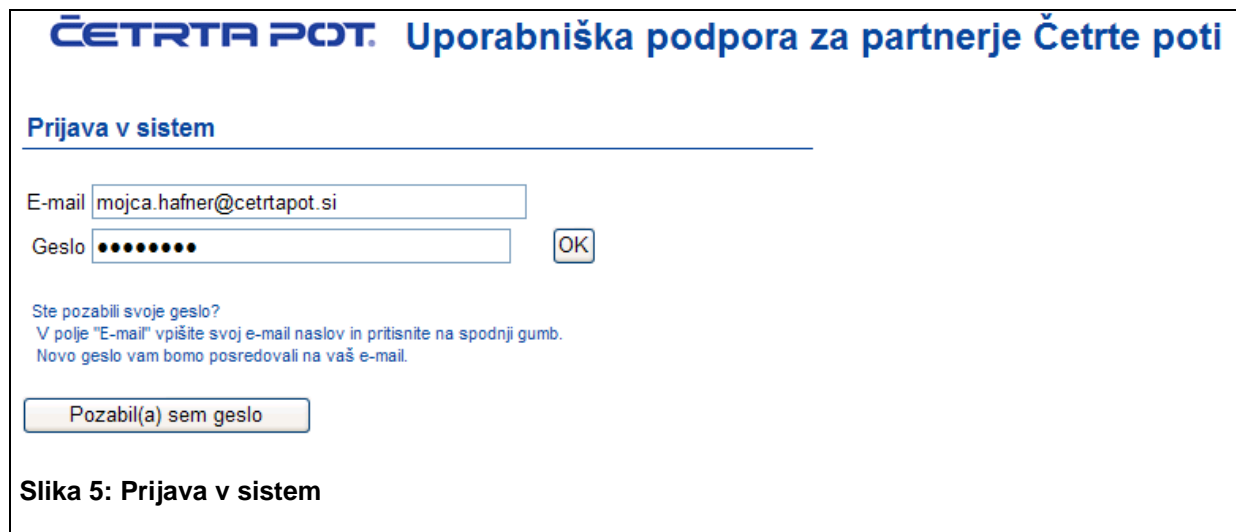 ČETRTA POT. Uporabniška podpora za partnerje Četrte poti
Prijava v sistem
E-mail mojca.hafner@cetrtapot.si
Geslo ●●●●●●●● OK
Ste pozabili svoje geslo?
V polje "E-mail" vpišite svoj e-mail naslov in pritisnite na spodnji gumb.
Novo geslo vam bomo posredovali na vaš e-mail.
Pozabil(a) sem geslo
Slika 5: Prijava v sistem